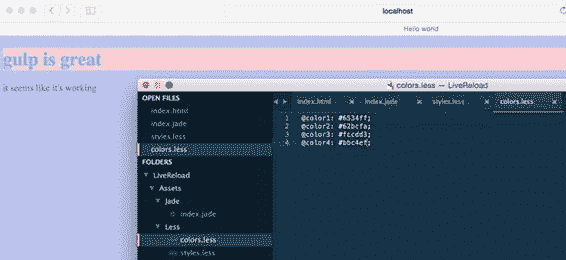 localhost
Hello world
gulp is great
it seems like it's working
colors.less — LiveReload
OPEN FILES
index.html
index.jade
styles.less
colors.less
FOLDERS
LiveReload
Assets
Jade
index.jade
Less
colors.less
styles.less
index.html
index.jade
styles.less
colors.less
1 @color1: #6534ff;
2 @color2: #62bcfa;
3 @color3: #fccdd3;
4 @color4: #bbc4ef;